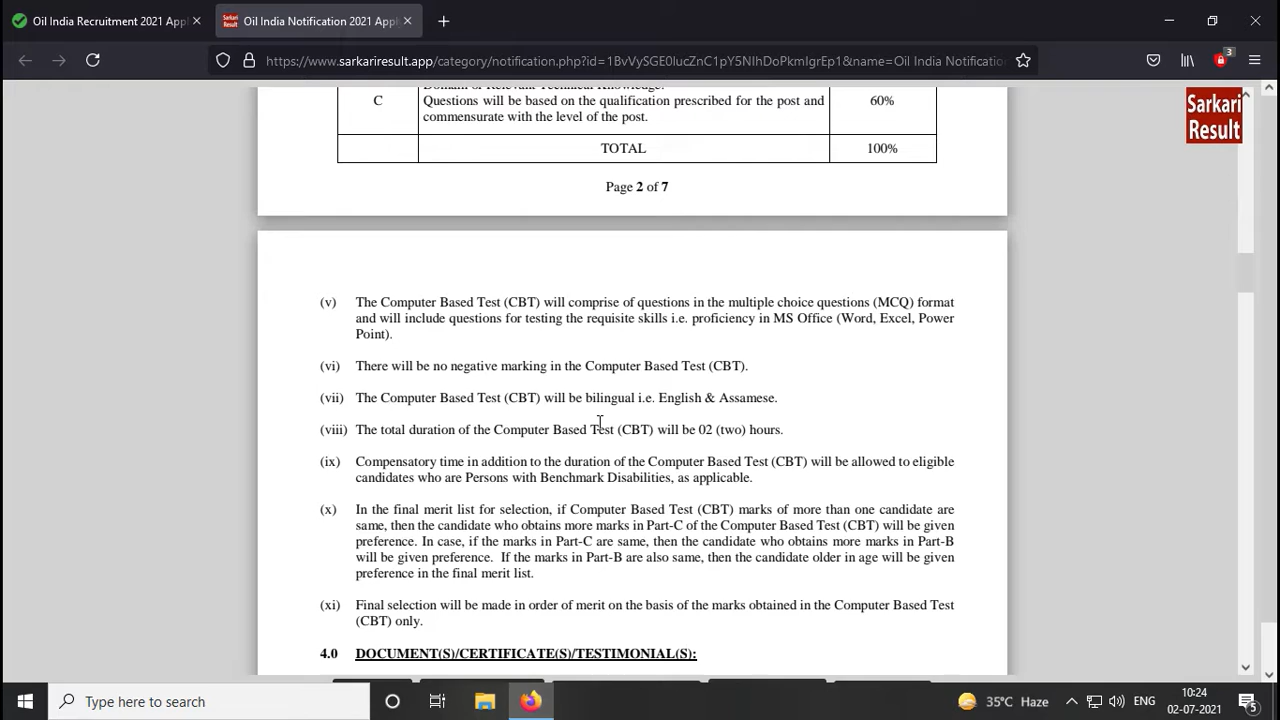 Oil India Recruitment 2021 Appl
Oil India Notification 2021 Appl
https://www.sarkariresult.app/category/notification.php?id=1BvVySGE0lucZnC1pY5NIhDoPkmIgrEp1&name=Oil India Notificatio
3
Domain of Relevant Technical Knowledge:
C
Questions will be based on the qualification prescribed for the post and
60%
commensurate with the level of the post.
TOTAL
100%
Sarkari
Result
Page 2 of 7
(v) The Computer Based Test (CBT) will comprise of questions in the multiple choice questions (MCQ) format
and will include questions for testing the requisite skills i.e. proficiency in MS Office (Word, Excel, Power
Point).
(vi) There will be no negative marking in the Computer Based Test (CBT).
(vii) The Computer Based Test (CBT) will be bilingual i.e. English & Assamese.
(viii) The total duration of the Computer Based Test (CBT) will be 02 (two) hours.
(ix) Compensatory time in addition to the duration of the Computer Based Test (CBT) will be allowed to eligible
candidates who are Persons with Benchmark Disabilities, as applicable.
(x) In the final merit list for selection, if Computer Based Test (CBT) marks of more than one candidate are
same, then the candidate who obtains more marks in Part-C of the Computer Based Test (CBT) will be given
preference. In case, if the marks in Part-C are same, then the candidate who obtains more marks in Part-B
will be given preference. If the marks in Part-B are also same, then the candidate older in age will be given
preference in the final merit list.
(xi) Final selection will be made in order of merit on the basis of the marks obtained in the Computer Based Test
(CBT) only.
4.0 DOCUMENT(S)/CERTIFICATE(S)/TESTIMONIAL(S):
Type here to search
35°C Haze
ENG
10:24
02-07-2021
5